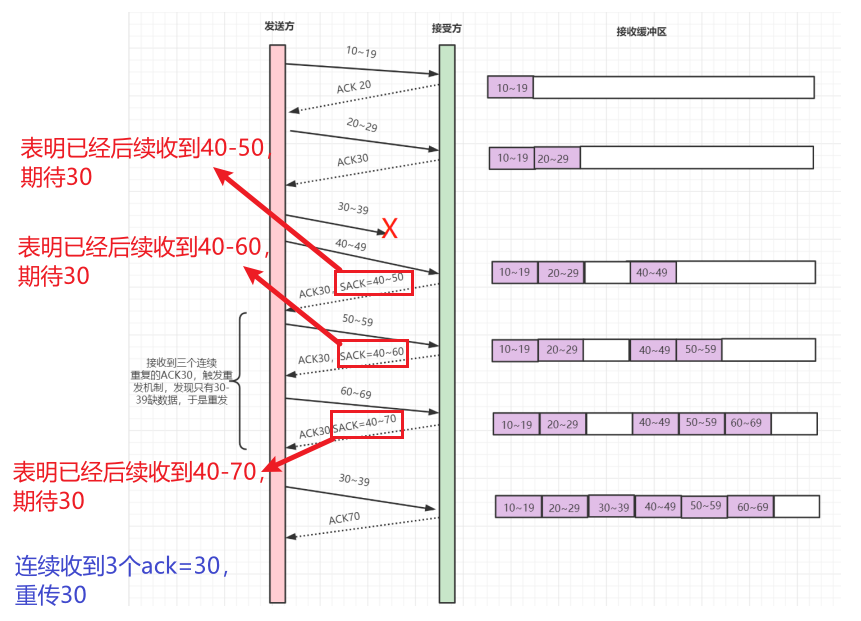 发送方
接受方
接收缓冲区
10~19
ACK 20
10~19
20~29
ACK30
10~19 20~29
表明已经后续收到40-50，
期待30
30~39
X
40~49
ACK30，SACK=40~50
10~19 20~29 40~49
表明已经后续收到40-60，
期待30
50~59
ACK30，SACK=40~60
10~19 20~29 40~49 50~59
接收到三个连续
重复的ACK30，触发重
发机制，发现只有30-
39缺数据，于是重发
60~69
ACK30 SACK=40~70
10~19 20~29 40~49 50~59 60~69
表明已经后续收到40-70，
期待30
30~39
ACK70
10~19 20~29 30~39 40~49 50~59 60~69
连续收到3个ack=30，
重传30